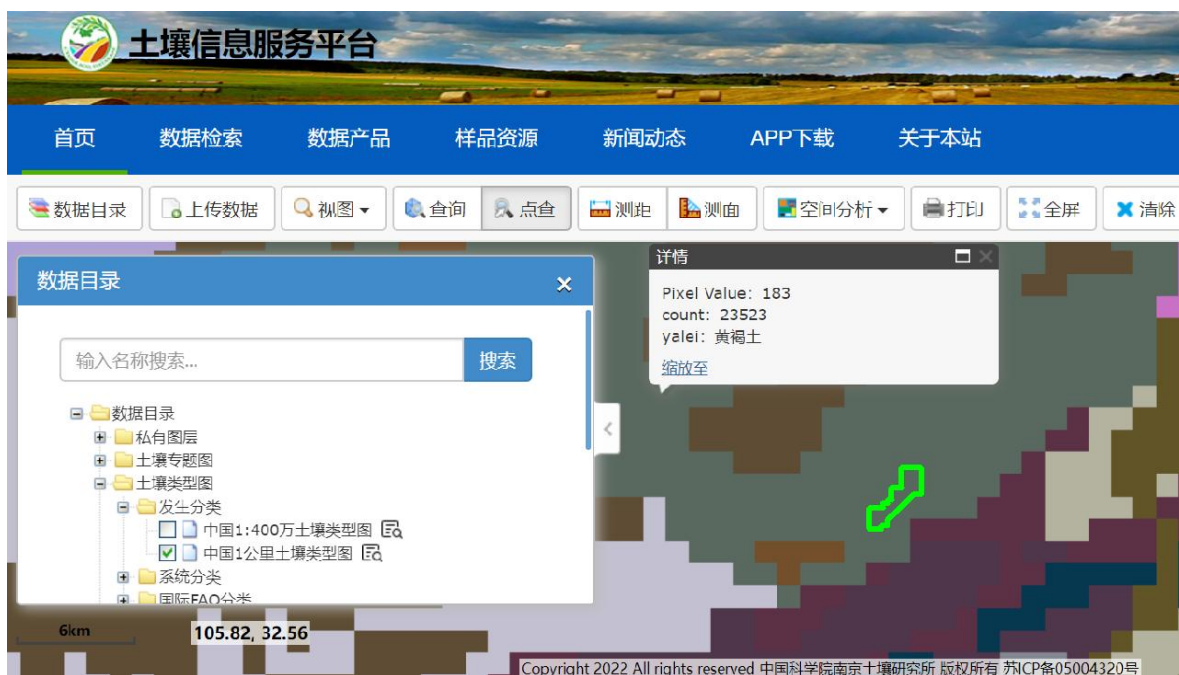 土壤信息服务平台
首页 数据检索 数据产品 样品资源 新闻动态 APP下载 关于本站
数据目录 上传数据 视图 查询 点查 测距 测面 空间分析 打印 全屏 清除
详情
Pixel Value: 183
count: 23523
yalei: 黄褐土
缩放至
数据目录
输入名称搜索... 搜索
数据目录
私有图层
土壤专题图
土壤类型图
发生分类
中国1:400万土壤类型图
中国1公里土壤类型图
系统分类
国际FAO分类
6km
105.82, 32.56
Copyright 2022 All rights reserved 中国科学院南京土壤研究所 版权所有 苏ICP备05004320号